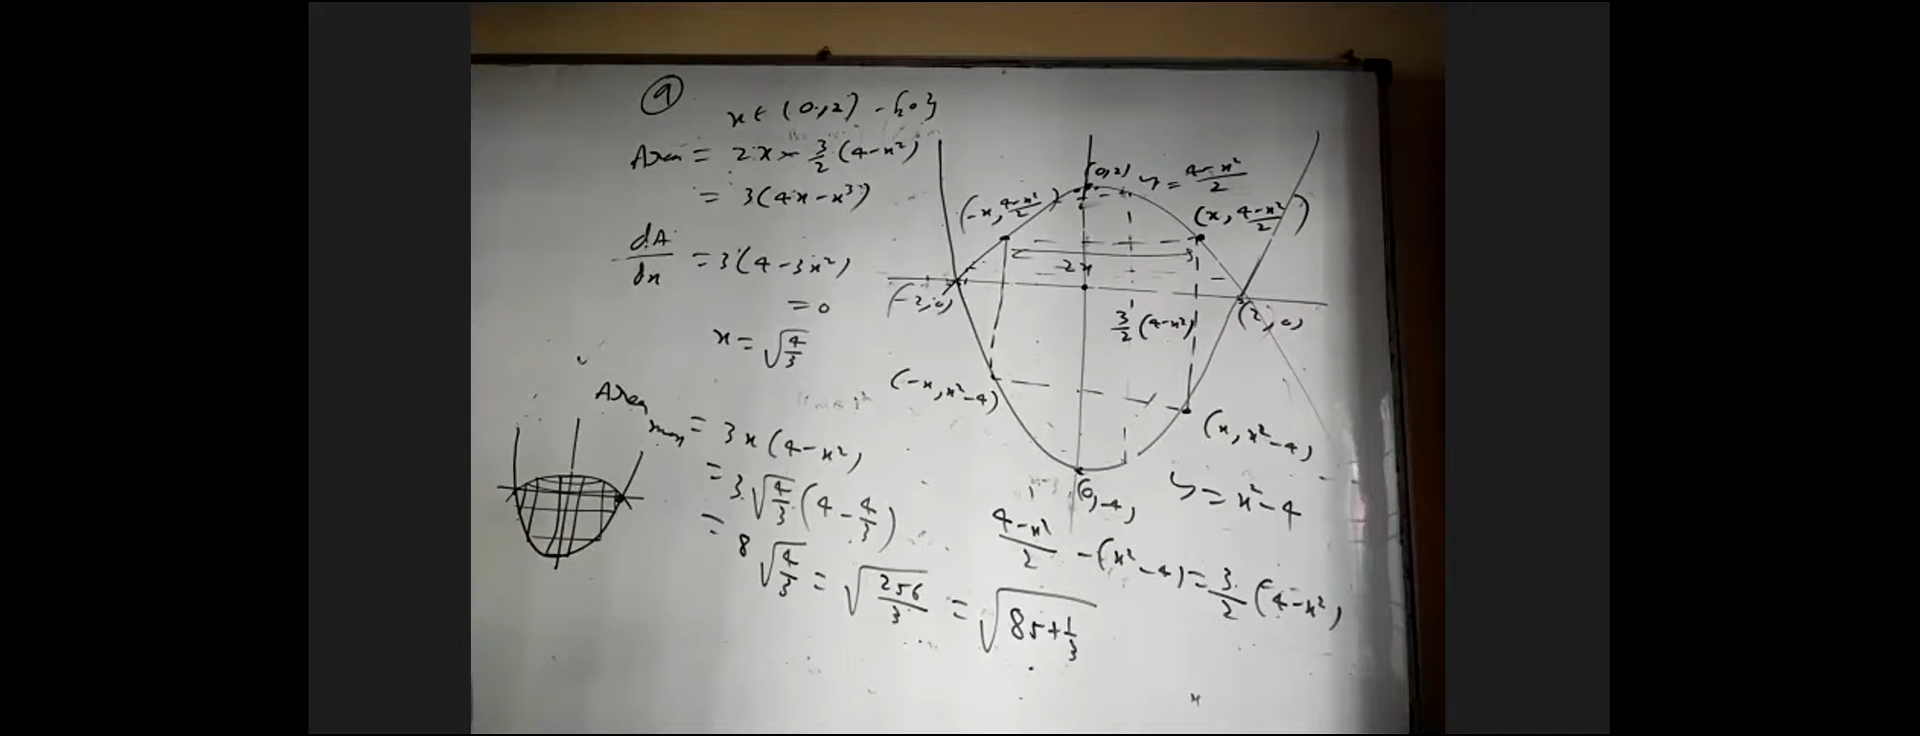 9
x ∈ (0,2) - {0}
Area = 2x × 3/2 (4-x²)
= 3(4x-x³)
dA/dx = 3(4-3x²)
= 0
x = √(4/3)
Area max = 3x(4-x²)
= 3√(4/3) (4 - 4/3)
= 8√(4/3) = √(256/3) = √(85+1/3)
(0,2)
y = (4-x²)/2
(-x, (4-x²)/2)
(x, (4-x²)/2)
2x
(-2,0)
3/2 (4-x²)
(2,0)
(-x, x²-4)
(x, x²-4)
(0,-4)
y = x²-4
(4-x²)/2 - (x²-4) = 3/2 (4-x²)